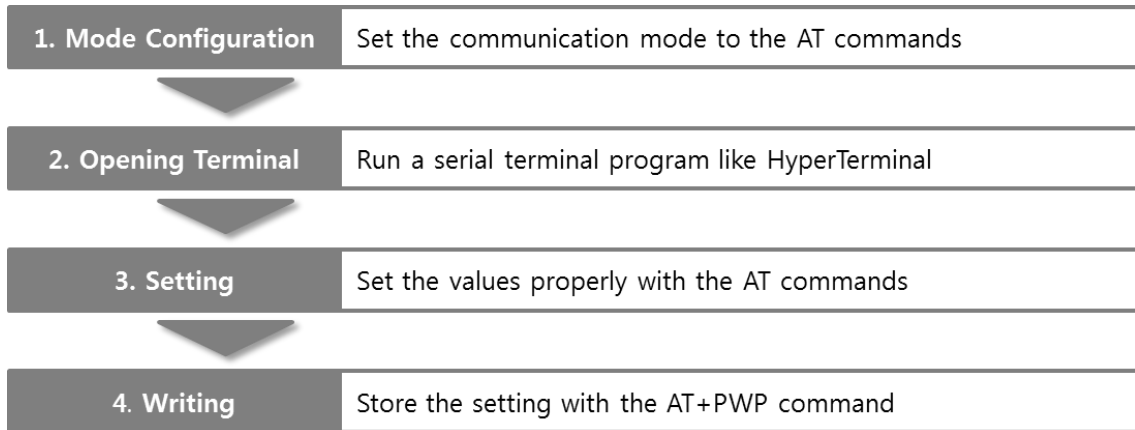 1. Mode Configuration
Set the communication mode to the AT commands
2. Opening Terminal
Run a serial terminal program like HyperTerminal
3. Setting
Set the values properly with the AT commands
4. Writing
Store the setting with the AT+PWP command